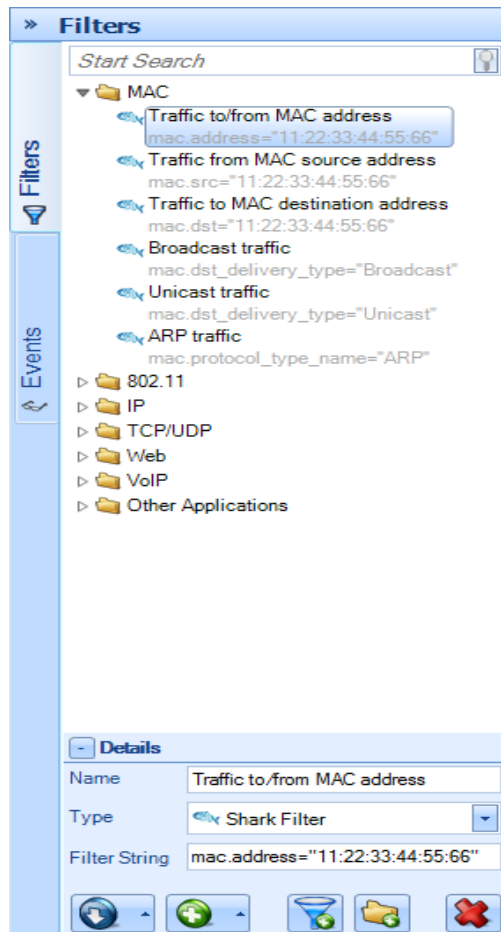 » Filters
Start Search
MAC
Traffic to/from MAC address
mac.address="11:22:33:44:55:66"
Traffic from MAC source address
mac.src="11:22:33:44:55:66"
Traffic to MAC destination address
mac.dst="11:22:33:44:55:66"
Broadcast traffic
mac.dst_delivery_type="Broadcast"
Unicast traffic
mac.dst_delivery_type="Unicast"
ARP traffic
mac.protocol_type_name="ARP"
802.11
IP
TCP/UDP
Web
VoIP
Other Applications
Filters
Events
- Details
Name Traffic to/from MAC address
Type Shark Filter
Filter String mac.address="11:22:33:44:55:66"